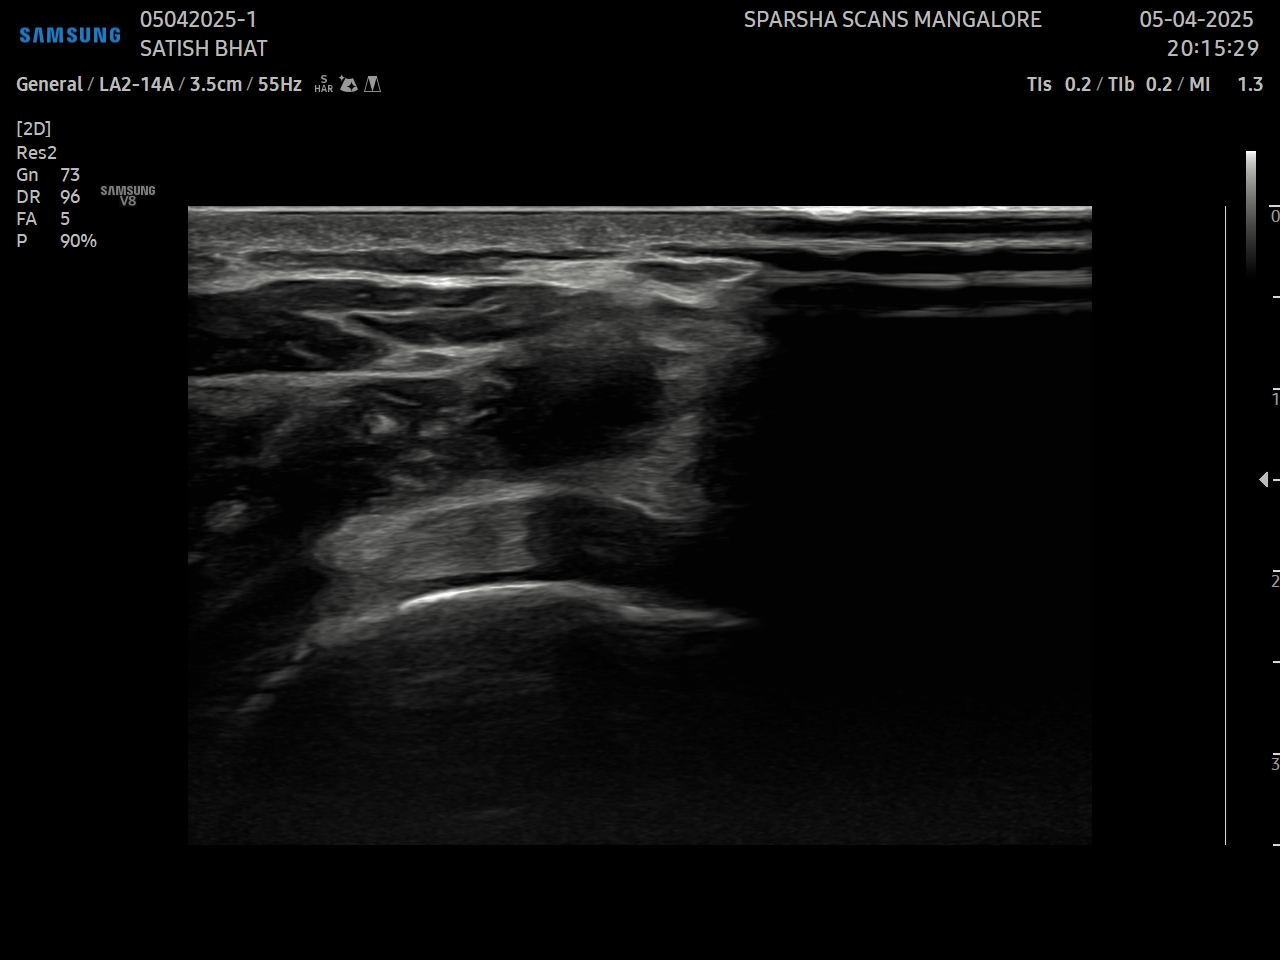 SAMSUNG
05042025-1
SATISH BHAT
SPARSHA SCANS MANGALORE
05-04-2025
20:15:29
General / LA2-14A / 3.5cm / 55Hz
S
HAR
TIs 0.2 / TIb 0.2 / MI 1.3
[2D]
Res2
Gn 73
DR 96
FA 5
P 90%
SAMSUNG
V8
0
1
2
3